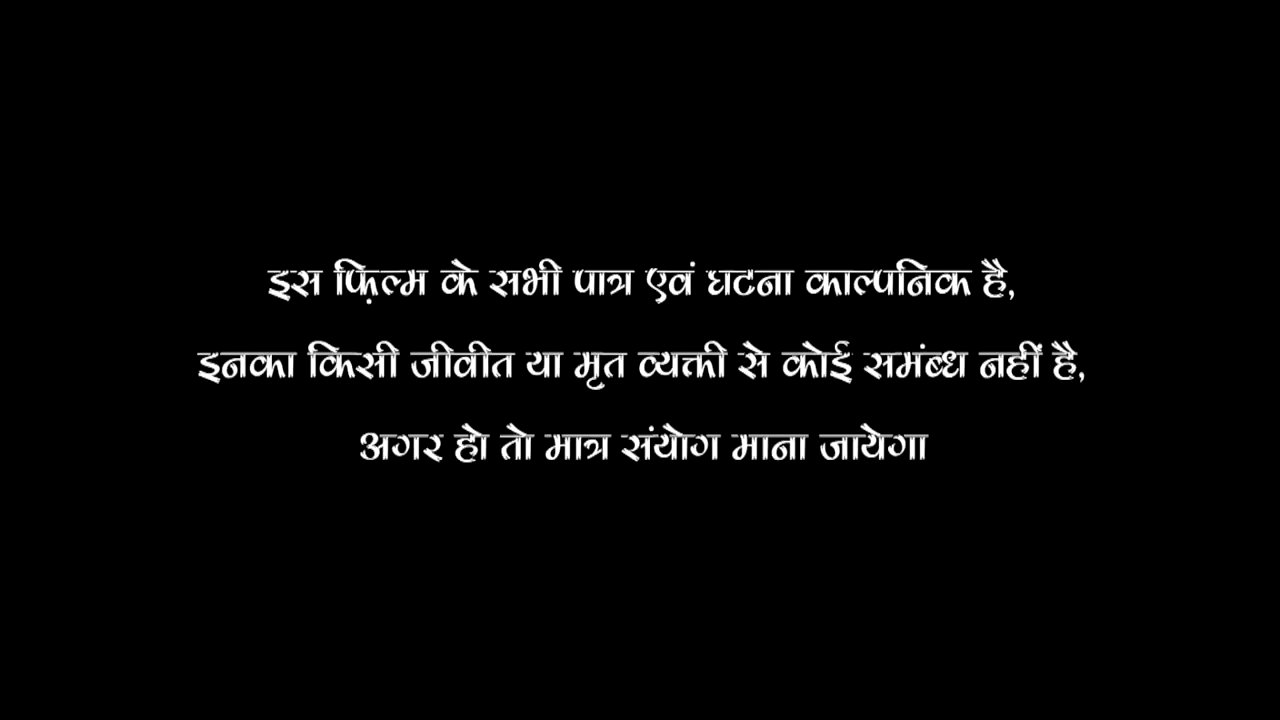 इस फ़िल्म के सभी पात्र एवं घटना काल्पनिक है,
इनका किसी जीवीत या मृत व्यक्ती से कोई समंब्ध नहीं है,
अगर हो तो मात्र संयोग माना जायेगा